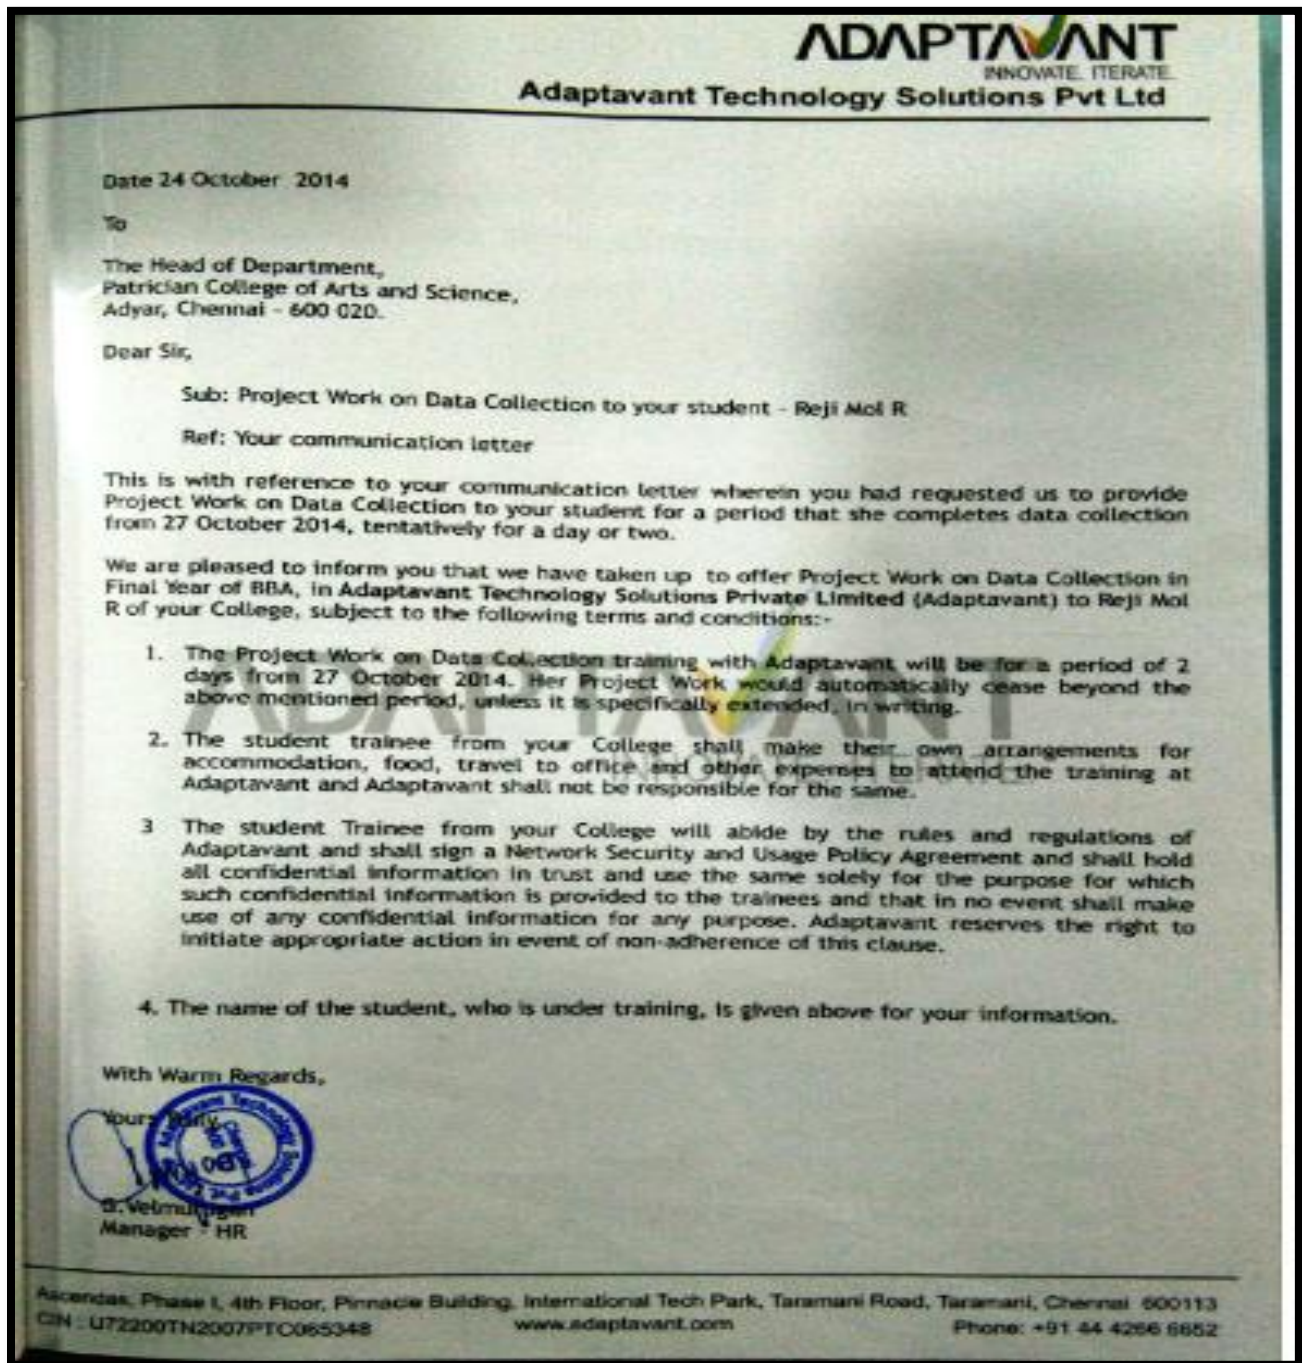 ADAPTAVANT
INNOVATE. ITERATE.
Adaptavant Technology Solutions Pvt Ltd
Date 24 October 2014
To
The Head of Department,
Patrician College of Arts and Science,
Adyar, Chennai - 600 020.
Dear Sir,
Sub: Project Work on Data Collection to your student - Reji Mol R
Ref: Your communication letter
This is with reference to your communication letter wherein you had requested us to provide
Project Work on Data Collection to your student for a period that she completes data collection
from 27 October 2014, tentatively for a day or two.
We are pleased to inform you that we have taken up to offer Project Work on Data Collection in
Final Year of BBA, in Adaptavant Technology Solutions Private Limited (Adaptavant) to Reji Mol
R of your College, subject to the following terms and conditions:-
1. The Project Work on Data Collection training with Adaptavant will be for a period of 2
days from 27 October 2014. Her Project Work would automatically cease beyond the
above mentioned period, unless it is specifically extended, in writing.
2. The student trainee from your College shall make their own arrangements for
accommodation, food, travel to office and other expenses to attend the training at
Adaptavant and Adaptavant shall not be responsible for the same.
3 The student Trainee from your College will abide by the rules and regulations of
Adaptavant and shall sign a Network Security and Usage Policy Agreement and shall hold
all confidential information in trust and use the same solely for the purpose for which
such confidential information is provided to the trainees and that in no event shall make
use of any confidential information for any purpose. Adaptavant reserves the right to
initiate appropriate action in event of non-adherence of this clause.
4. The name of the student, who is under training, is given above for your information.
With Warm Regards,
Yours
Adaptavant Technology Solutions Pvt. Ltd.
G.Velmurugan
Manager - HR
Ascendas, Phase I, 4th Floor, Pinnacle Building, International Tech Park, Taramani Road, Taramani, Chennai 600113
CIN : U72200TN2007PTC065348 www.adaptavant.com Phone: +91 44 4266 6652